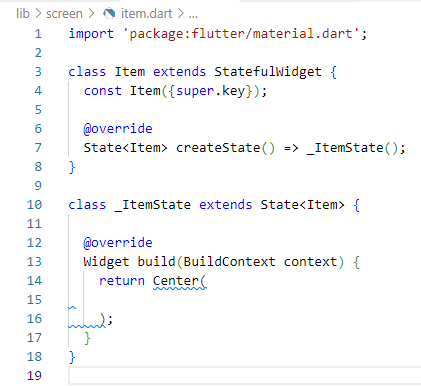 lib > screen > item.dart > ...
1 import 'package:flutter/material.dart';
2
3 class Item extends StatefulWidget {
4   const Item({super.key});
5
6   @override
7   State<Item> createState() => _ItemState();
8 }
9
10 class _ItemState extends State<Item> {
11
12   @override
13   Widget build(BuildContext context) {
14     return Center(
15
16     );
17   }
18 }
19